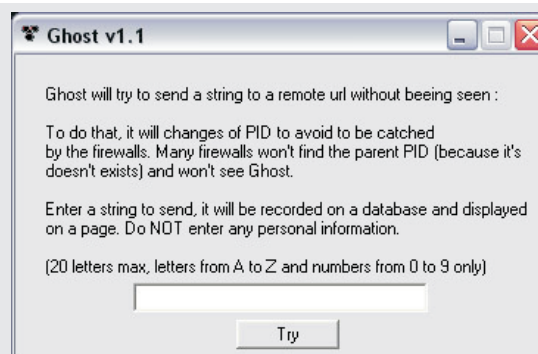 Ghost v1.1
Ghost will try to send a string to a remote url without beeing seen :
To do that, it will changes of PID to avoid to be catched
by the firewalls. Many firewalls won't find the parent PID (because it's
doesn't exists) and won't see Ghost.
Enter a string to send, it will be recorded on a database and displayed
on a page. Do NOT enter any personal information.
(20 letters max, letters from A to Z and numbers from 0 to 9 only)
Try